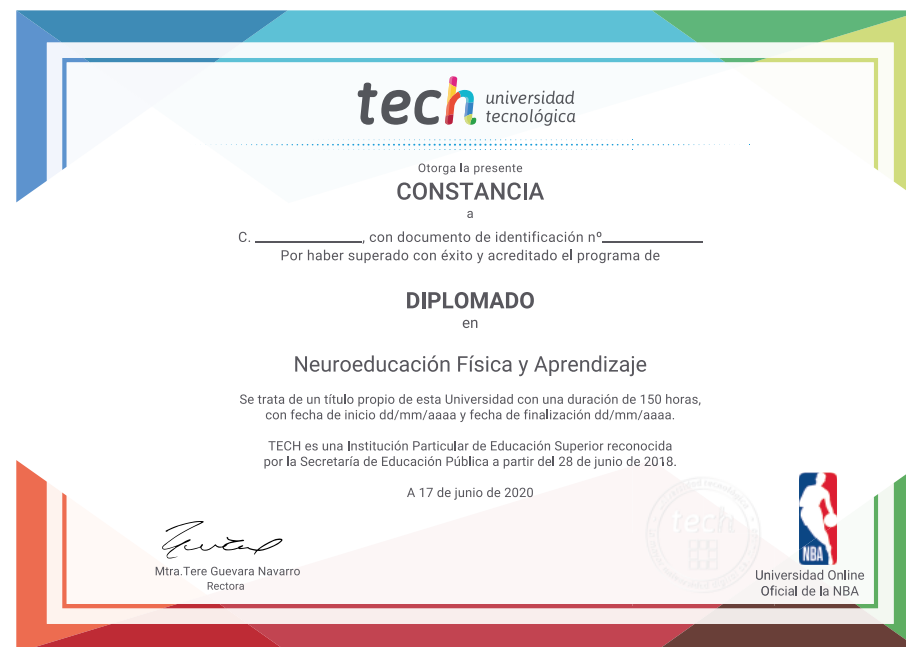 tech universidad
tecnológica
Otorga la presente
CONSTANCIA
a
C. ________________, con documento de identificación nº_______________
Por haber superado con éxito y acreditado el programa de
DIPLOMADO
en
Neuroeducación Física y Aprendizaje
Se trata de un título propio de esta Universidad con una duración de 150 horas,
con fecha de inicio dd/mm/aaaa y fecha de finalización dd/mm/aaaa.
TECH es una Institución Particular de Educación Superior reconocida
por la Secretaría de Educación Pública a partir del 28 de junio de 2018.
A 17 de junio de 2020
tech
Mtra.Tere Guevara Navarro
Rectora
NBA
Universidad Online
Oficial de la NBA